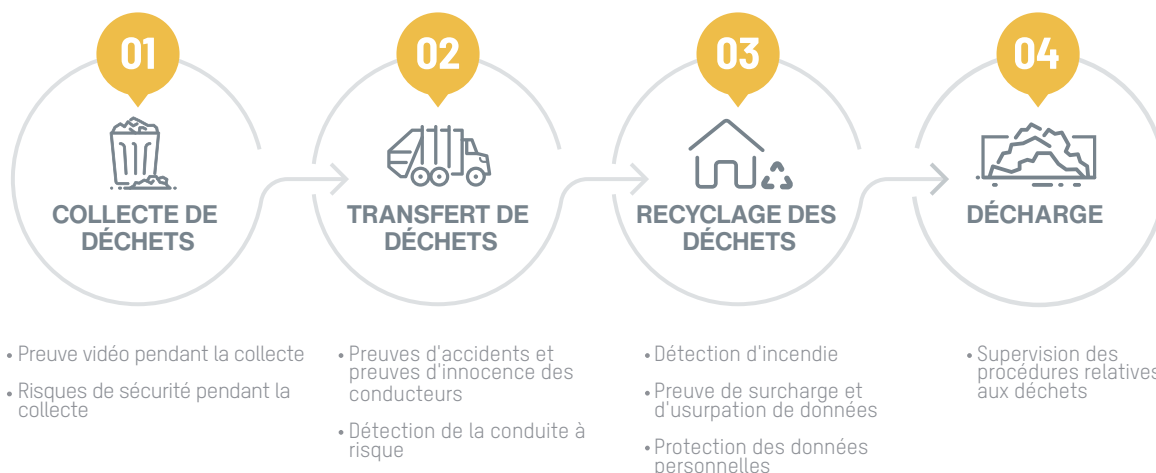 01
COLLECTE DE
DÉCHETS
• Preuve vidéo pendant la collecte
• Risques de sécurité pendant la
collecte
02
TRANSFERT DE
DÉCHETS
• Preuves d'accidents et
preuves d'innocence des
conducteurs
• Détection de la conduite à
risque
03
RECYCLAGE DES
DÉCHETS
• Détection d'incendie
• Preuve de surcharge et
d'usurpation de données
• Protection des données
personnelles
04
DÉCHARGE
• Supervision des
procédures relatives
aux déchets